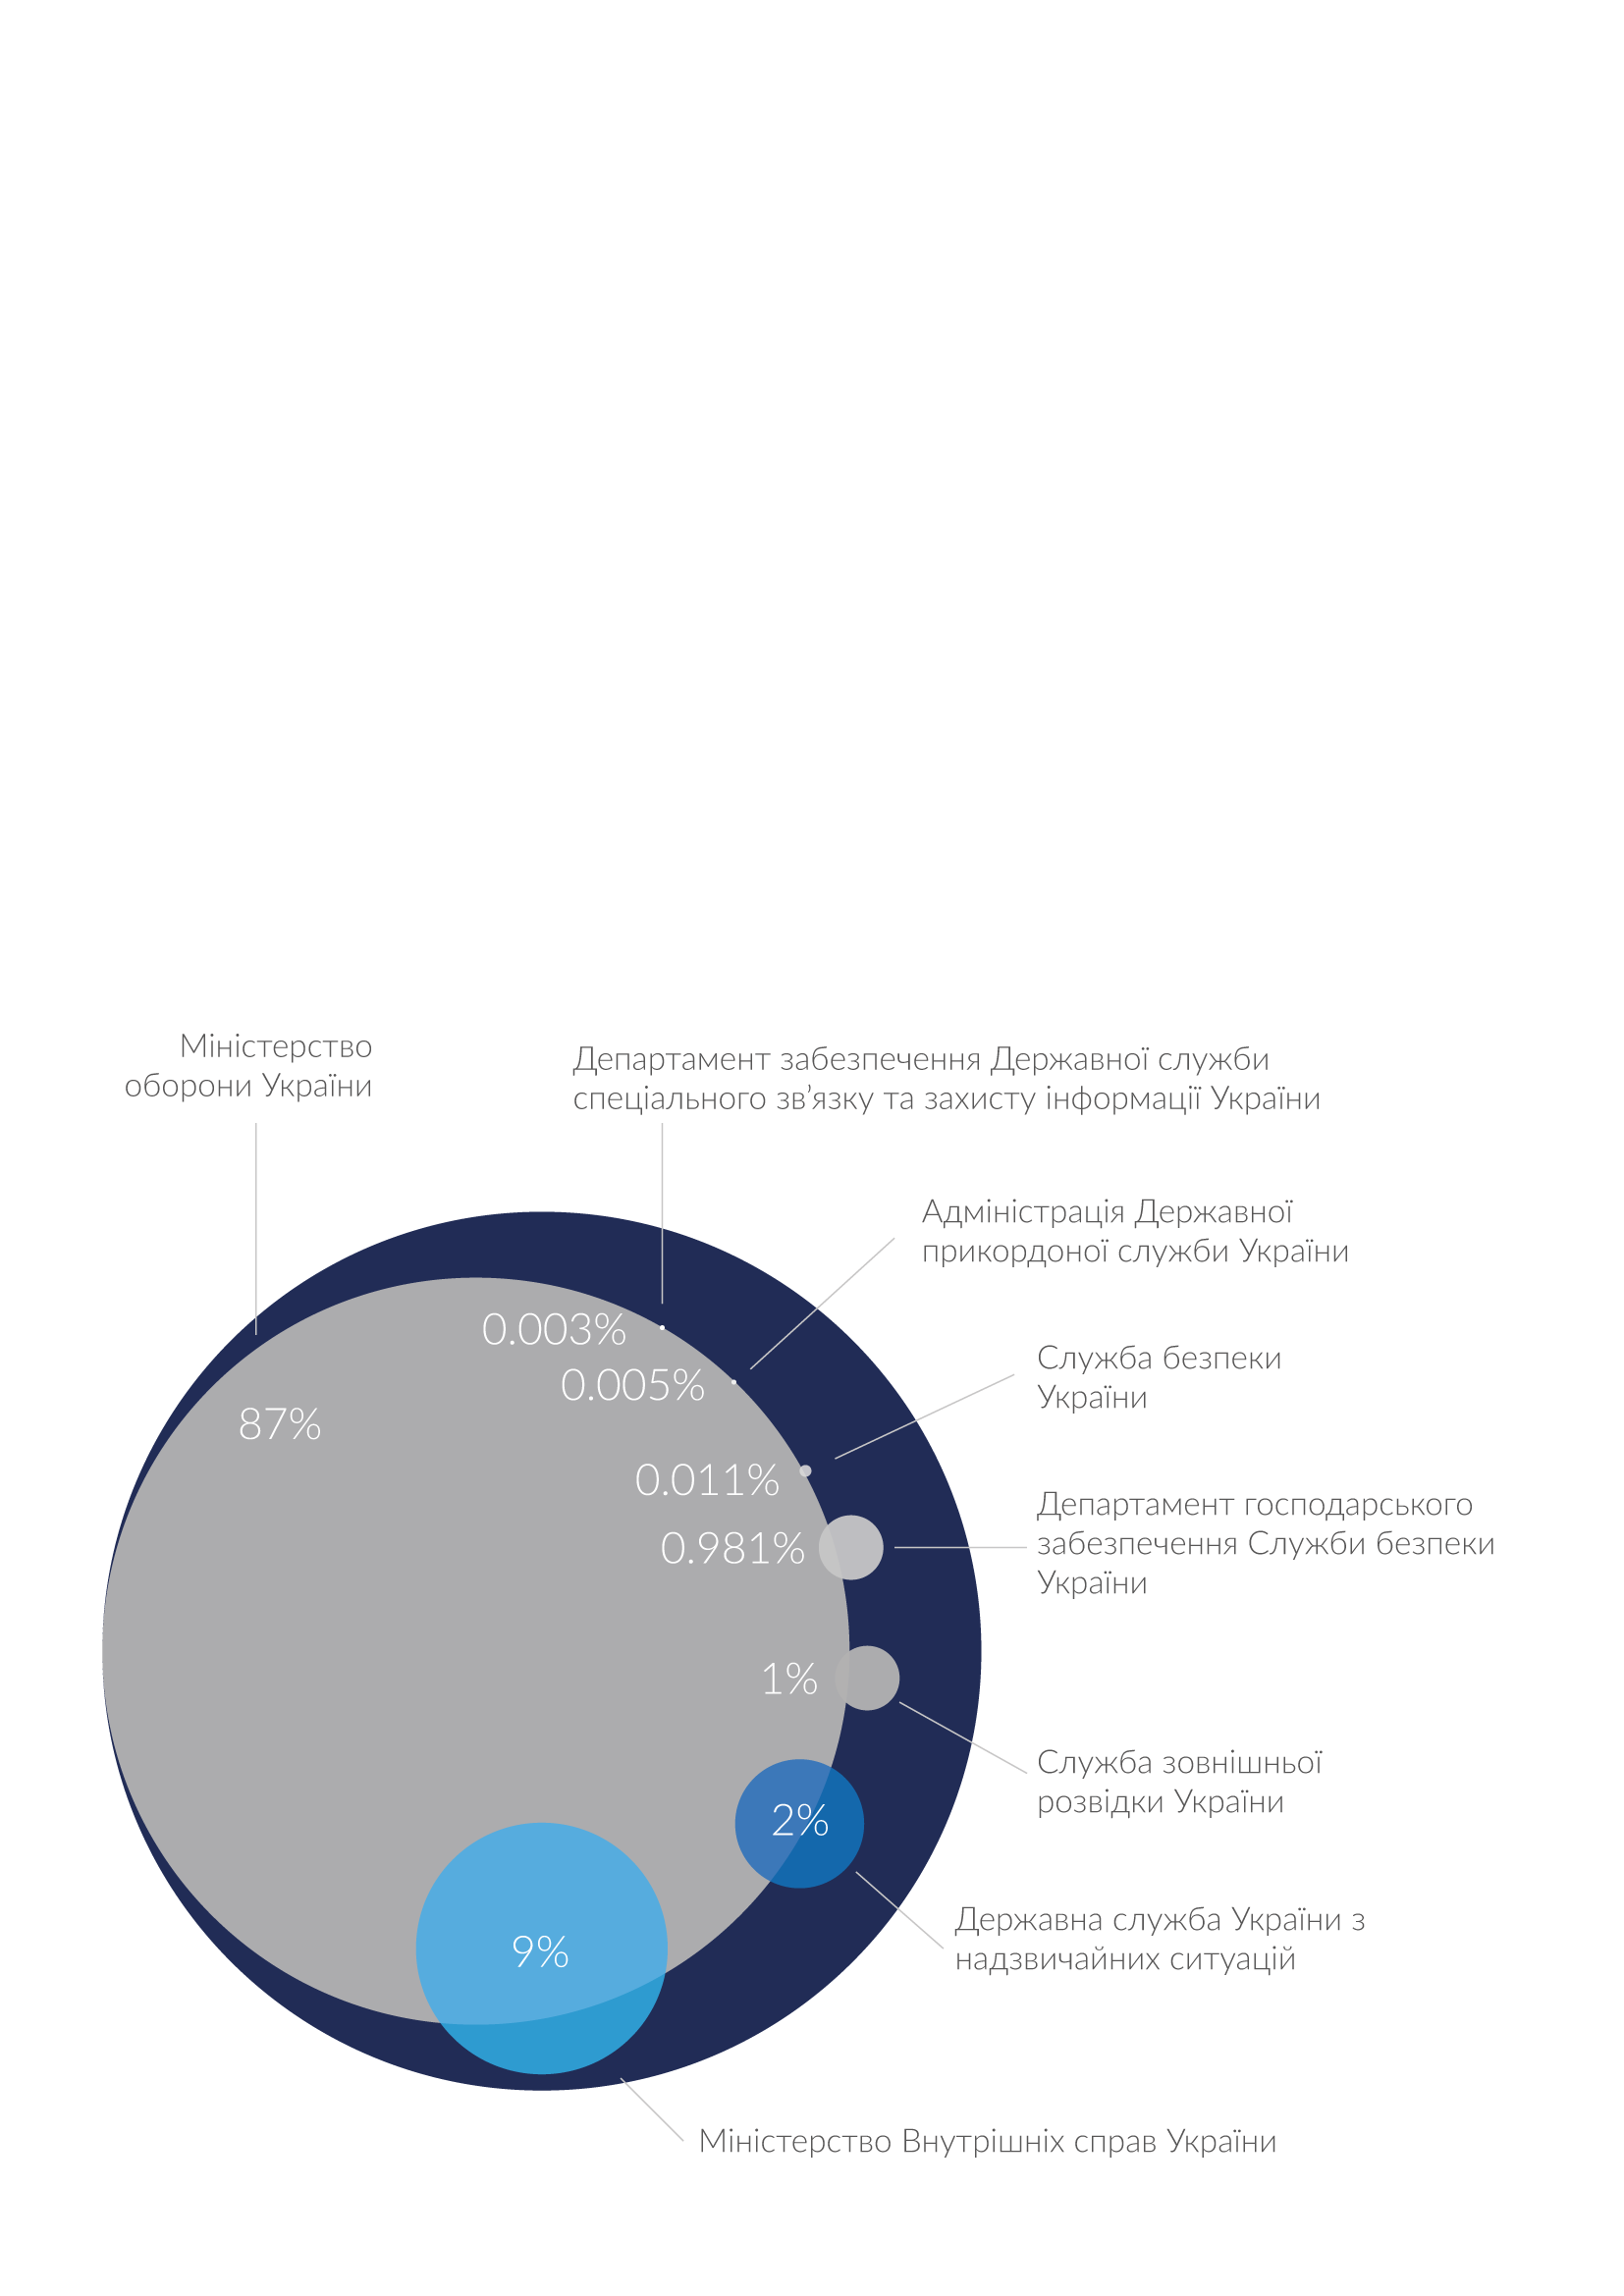 Міністерство
оборони України
Департамент забезпечення Державної служби
спеціального зв’язку та захисту інформації України
Адміністрація Державної
прикордоної служби України
0.003%
0.005%
87%
Служба безпеки
України
0.011%
0.981%
Департамент господарського
забезпечення Служби безпеки
України
1%
Служба зовнішньої
розвідки України
2%
Державна служба України з
надзвичайних ситуацій
9%
Міністерство Внутрішніх справ України